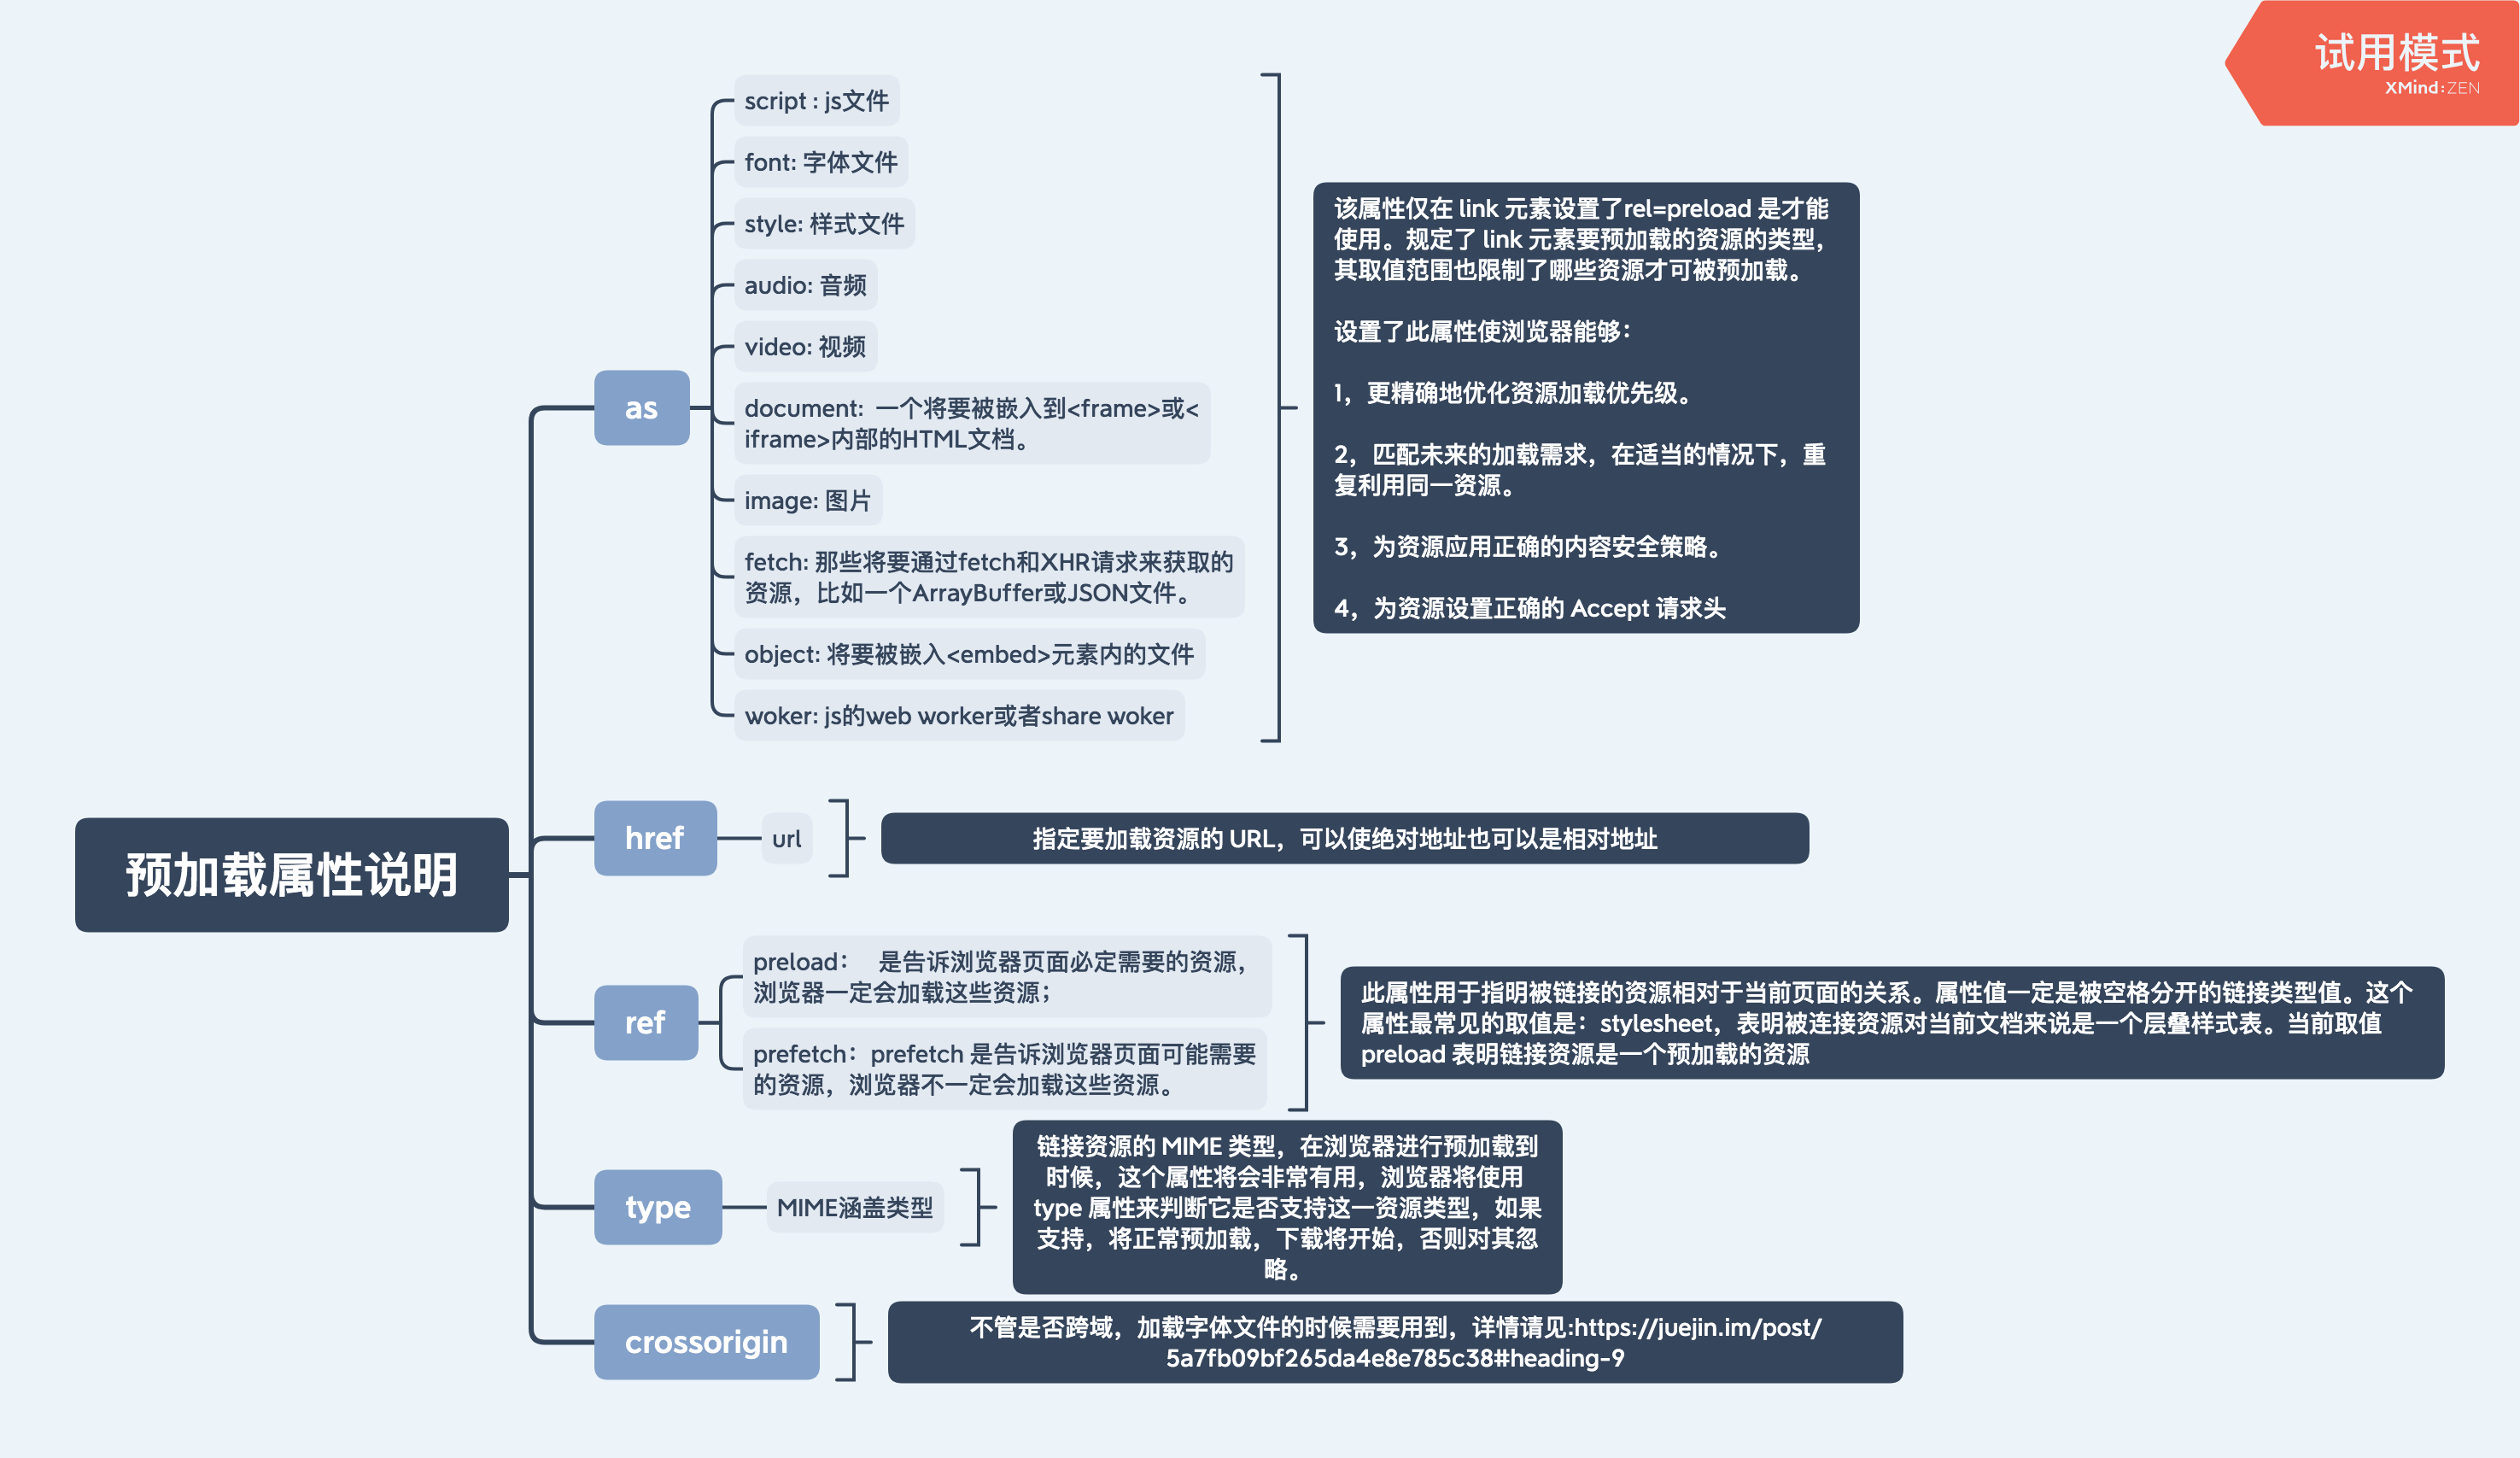 试用模式
XMind:ZEN
预加载属性说明
as
script : js文件
font: 字体文件
style: 样式文件
audio: 音频
video: 视频
document:  一个将要被嵌入到<frame>或<
iframe>内部的HTML文档。
image: 图片
fetch: 那些将要通过fetch和XHR请求来获取的
资源，比如一个ArrayBuffer或JSON文件。
object: 将要被嵌入<embed>元素内的文件
woker: js的web worker或者share woker
该属性仅在 link 元素设置了rel=preload 是才能
使用。规定了 link 元素要预加载的资源的类型，
其取值范围也限制了哪些资源才可被预加载。
设置了此属性使浏览器能够：
1，更精确地优化资源加载优先级。
2，匹配未来的加载需求，在适当的情况下，重
复利用同一资源。
3，为资源应用正确的内容安全策略。
4，为资源设置正确的 Accept 请求头
href
url
指定要加载资源的 URL，可以使绝对地址也可以是相对地址
ref
preload：  是告诉浏览器页面必定需要的资源，
浏览器一定会加载这些资源；
prefetch：prefetch 是告诉浏览器页面可能需要
的资源，浏览器不一定会加载这些资源。
此属性用于指明被链接的资源相对于当前页面的关系。属性值一定是被空格分开的链接类型值。这个
属性最常见的取值是：stylesheet，表明被连接资源对当前文档来说是一个层叠样式表。当前取值
preload 表明链接资源是一个预加载的资源
type
MIME涵盖类型
链接资源的 MIME 类型，在浏览器进行预加载到
时候，这个属性将会非常有用，浏览器将使用
type 属性来判断它是否支持这一资源类型，如果
支持，将正常预加载，下载将开始，否则对其忽
略。
crossorigin
不管是否跨域，加载字体文件的时候需要用到，详情请见:https://juejin.im/post/
5a7fb09bf265da4e8e785c38#heading-9